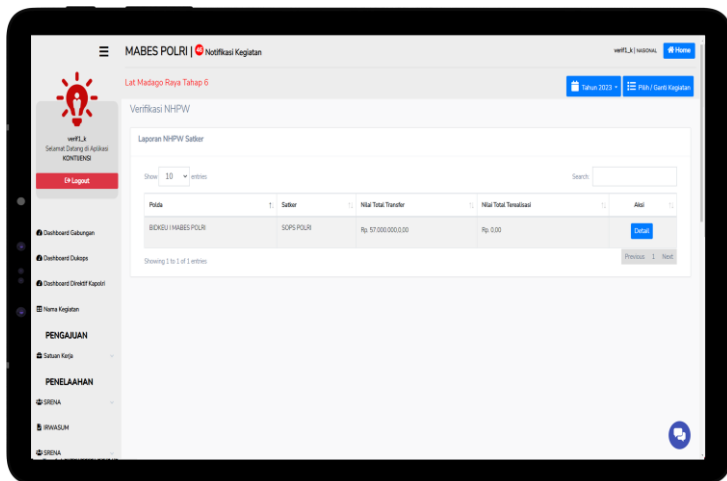 MABES POLRI | Notifikasi Kegiatan
verif1_k | NASIONAL Home
Lat Madago Raya Tahap 6
Tahun 2023 Pilih / Ganti Kegiatan
verif1_k
Selamat Datang di Aplikasi
KONTIJENSI
Logout
Dashboard Gabungan
Dashboard Dukops
Dashboard Direktif Kapolri
Nama Kegiatan
PENGAJUAN
Satuan Kerja
PENELAAHAN
SRENA
IRWASUM
SRENA
Verifikasi NHPW
Laporan NHPW Satker
Show 10 entries
Search:
Polda Satker Nilai Total Transfer Nilai Total Terealisasi Aksi
BIDKEU I MABES POLRI SOPS POLRI Rp. 57.000.000,0,00 Rp. 0,00 Detail
Showing 1 to 1 of 1 entries
Previous 1 Next